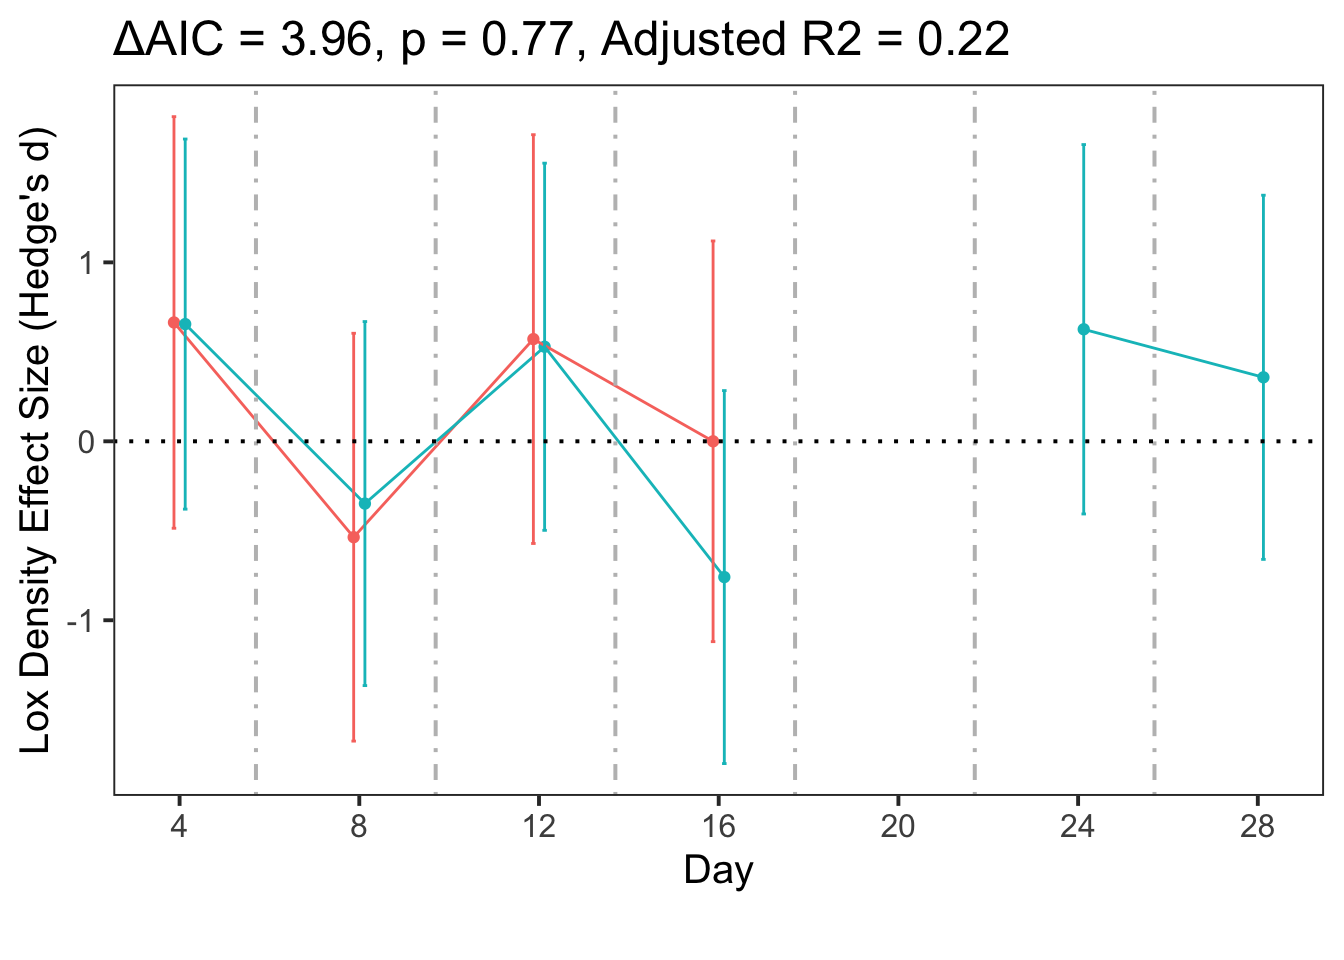 ΔAIC = 3.96, p = 0.77, Adjusted R2 = 0.22
Lox Density Effect Size (Hedge's d)
1
0
-1
4 8 12 16 20 24 28
Day